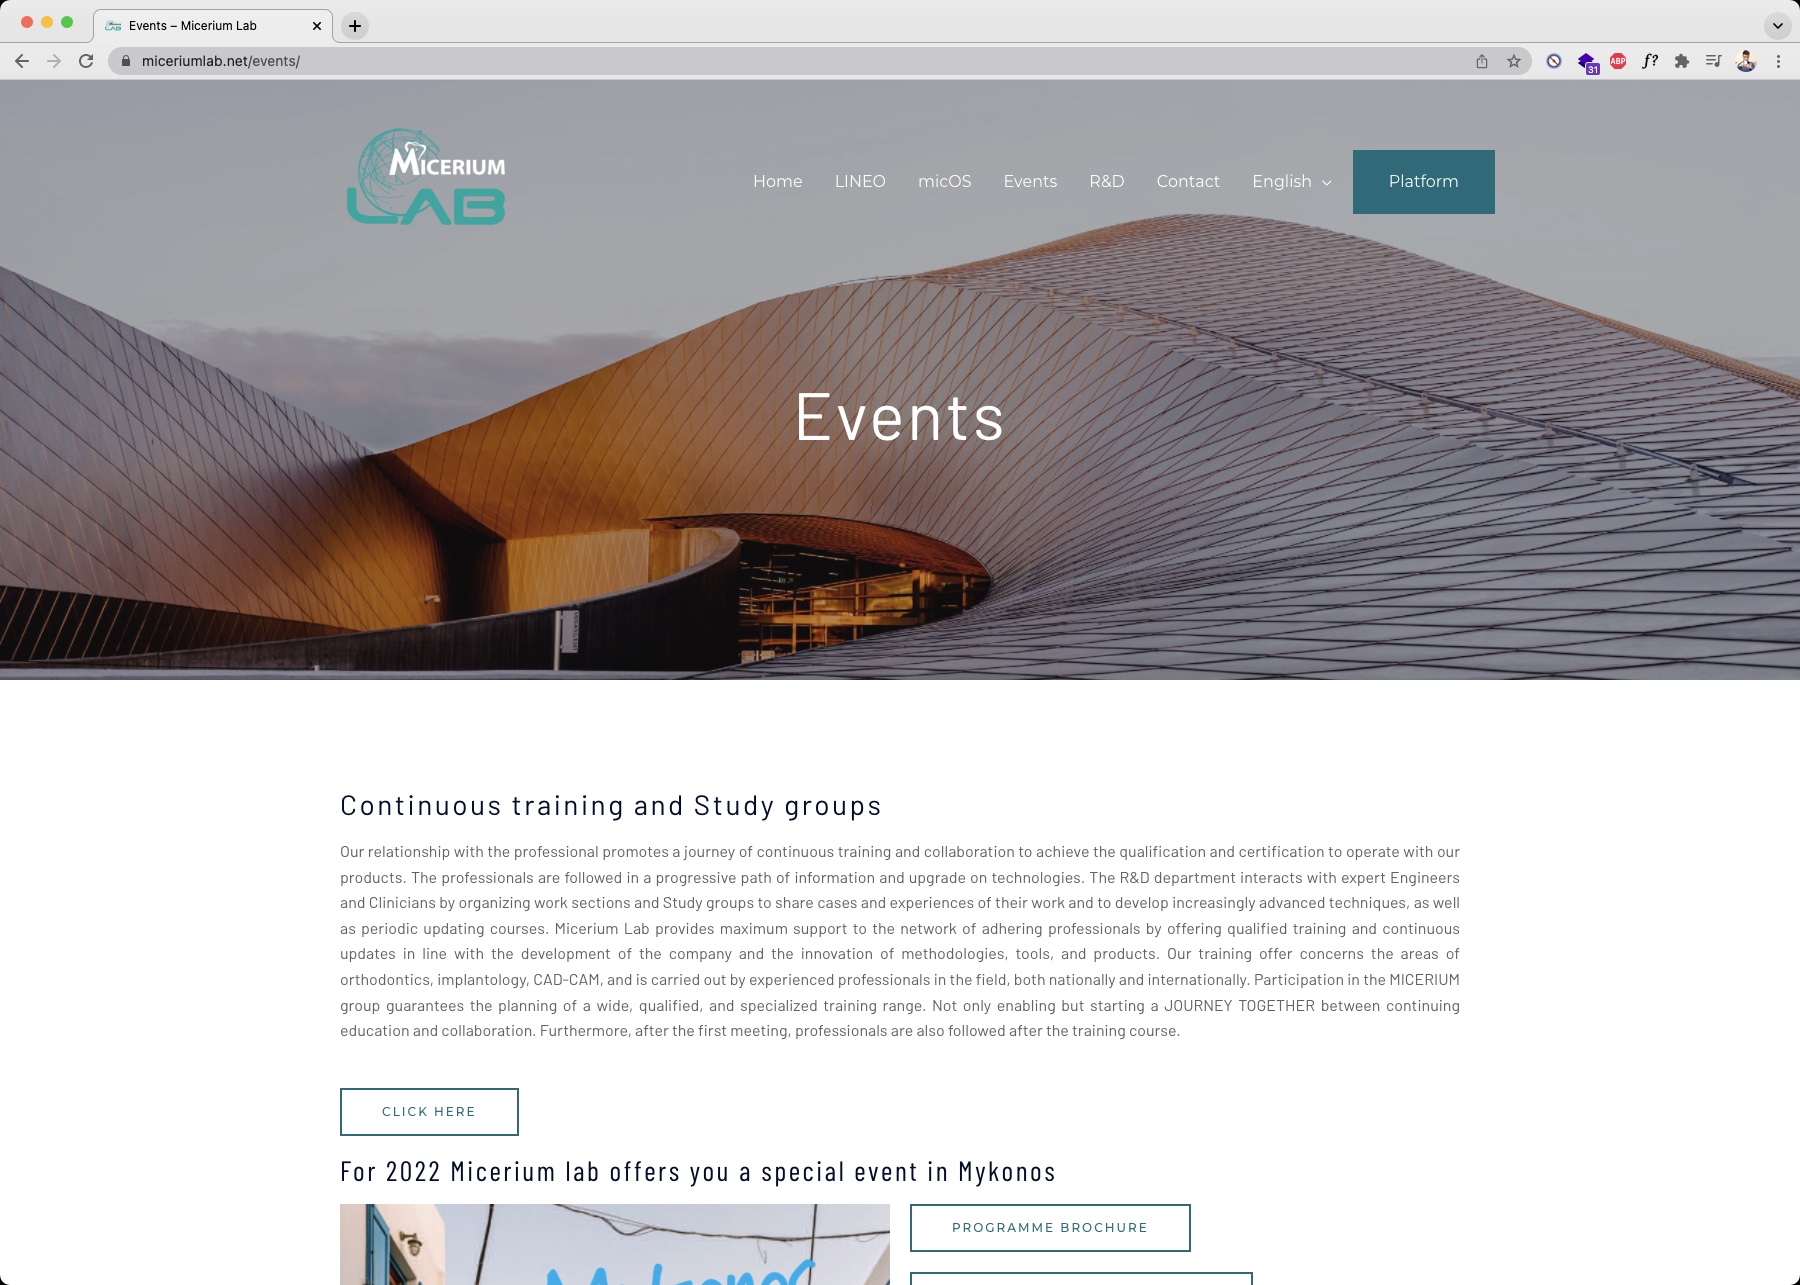 Events – Micerium Lab
miceriumlab.net/events/
31
ABP
f?
MICERIUM
LAB
Home LINEO micOS Events R&D Contact English Platform
Events
Continuous training and Study groups
Our relationship with the professional promotes a journey of continuous training and collaboration to achieve the qualification and certification to operate with our
products. The professionals are followed in a progressive path of information and upgrade on technologies. The R&D department interacts with expert Engineers
and Clinicians by organizing work sections and Study groups to share cases and experiences of their work and to develop increasingly advanced techniques, as well
as periodic updating courses. Micerium Lab provides maximum support to the network of adhering professionals by offering qualified training and continuous
updates in line with the development of the company and the innovation of methodologies, tools, and products. Our training offer concerns the areas of
orthodontics, implantology, CAD-CAM, and is carried out by experienced professionals in the field, both nationally and internationally. Participation in the MICERIUM
group guarantees the planning of a wide, qualified, and specialized training range. Not only enabling but starting a JOURNEY TOGETHER between continuing
education and collaboration. Furthermore, after the first meeting, professionals are also followed after the training course.
CLICK HERE
For 2022 Micerium lab offers you a special event in Mykonos
Mykonos
PROGRAMME BROCHURE